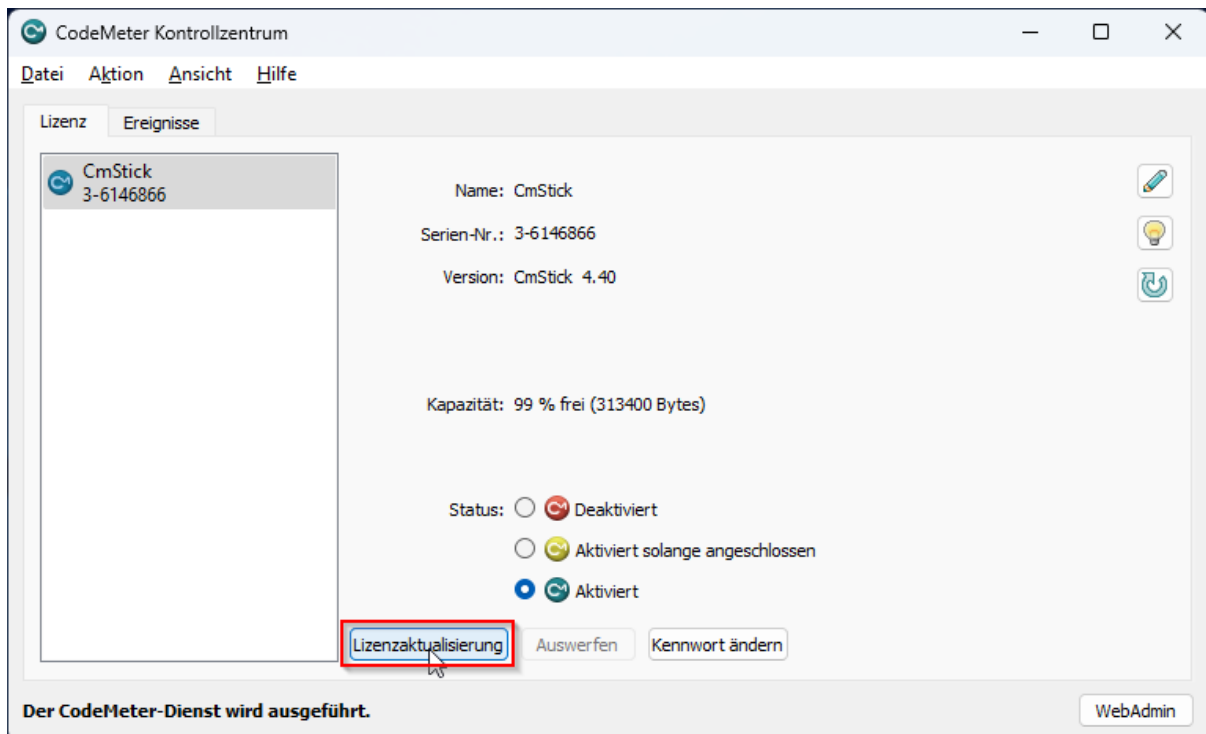 CodeMeter Kontrollzentrum
Datei Aktion Ansicht Hilfe
Lizenz Ereignisse
CmStick
3-6146866
Name: CmStick
Serien-Nr.: 3-6146866
Version: CmStick 4.40
Kapazität: 99 % frei (313400 Bytes)
Status: Deaktiviert
Aktiviert solange angeschlossen
Aktiviert
Lizenzaktualisierung Auswerfen Kennwort ändern
Der CodeMeter-Dienst wird ausgeführt. WebAdmin